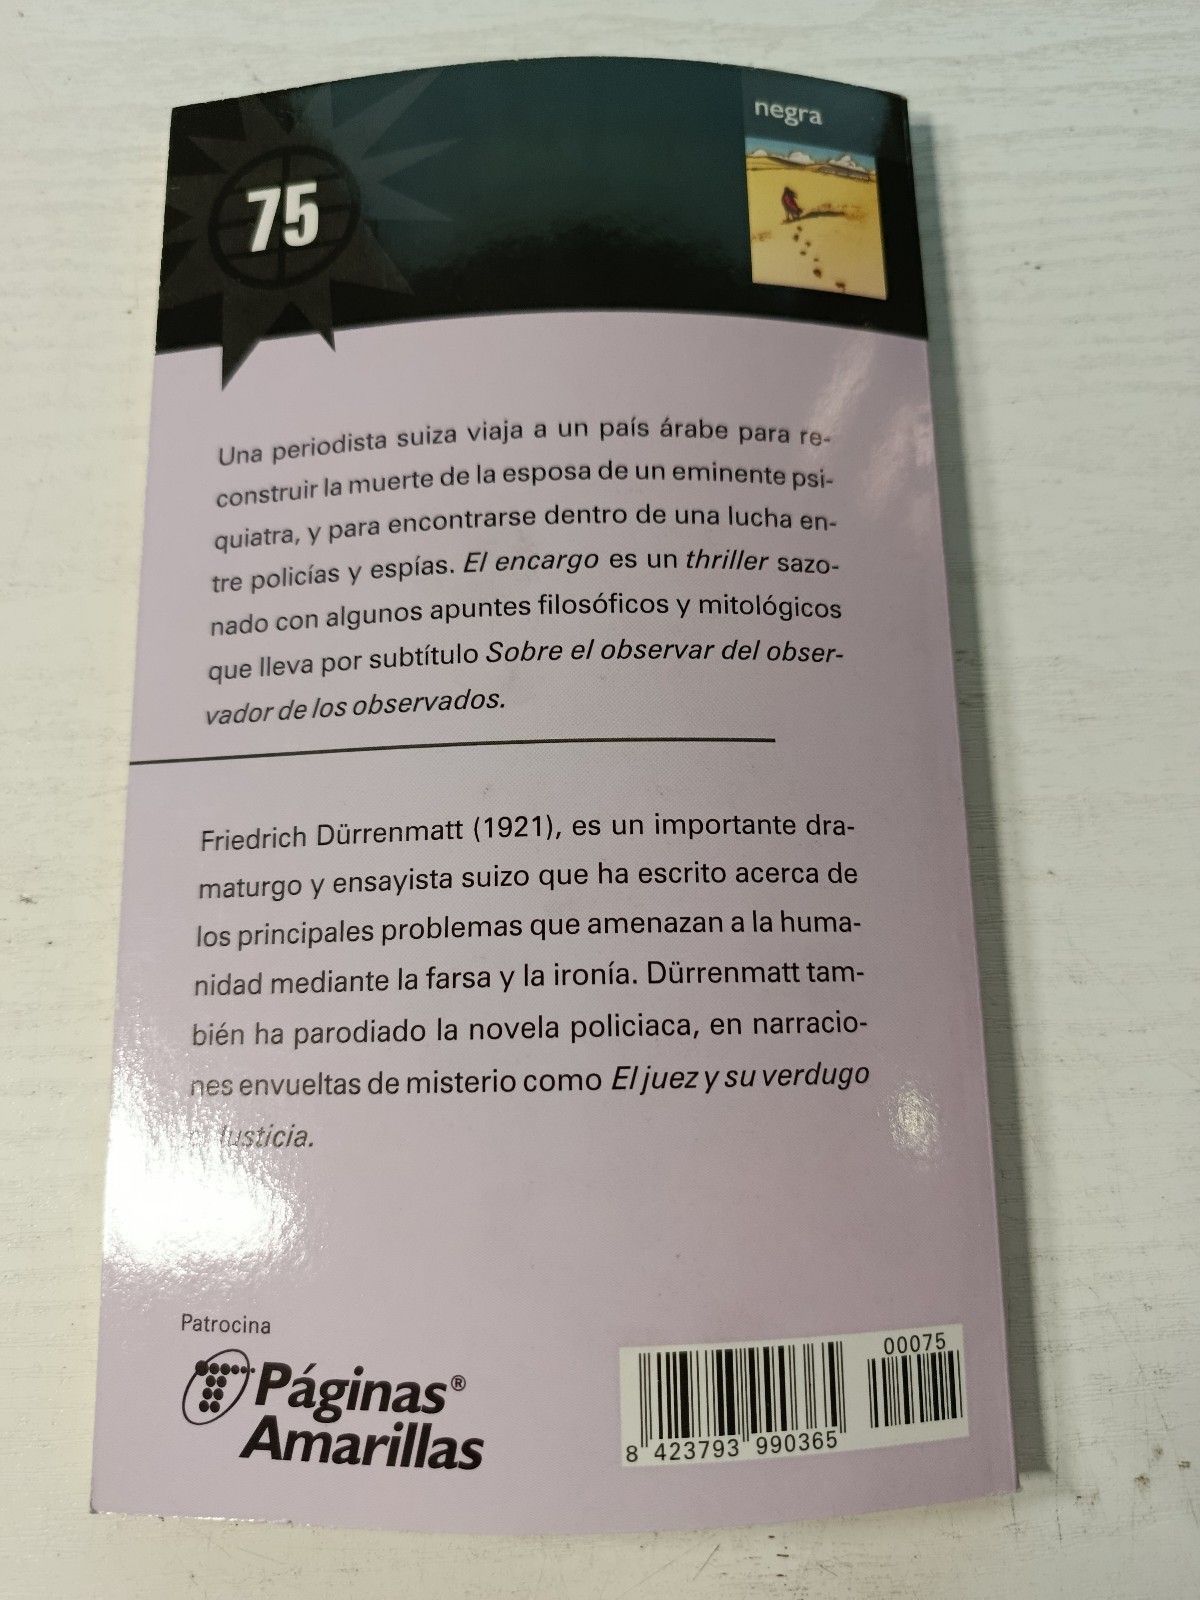 negra
75
Una periodista suiza viaja a un país árabe para re-
construir la muerte de la esposa de un eminente psi-
quiatra, y para encontrarse dentro de una lucha en-
tre policías y espías. El encargo es un thriller sazo-
nado con algunos apuntes filosóficos y mitológicos
que lleva por subtítulo Sobre el observar del obser-
vador de los observados.
Friedrich Dürrenmatt (1921), es un importante dra-
maturgo y ensayista suizo que ha escrito acerca de
los principales problemas que amenazan a la huma-
nidad mediante la farsa y la ironía. Dürrenmatt tam-
bién ha parodiado la novela policiaca, en narracio-
nes envueltas de misterio como El juez y su verdugo
Justicia.
Patrocina
Páginas®
Amarillas
00075
8 423793 990365